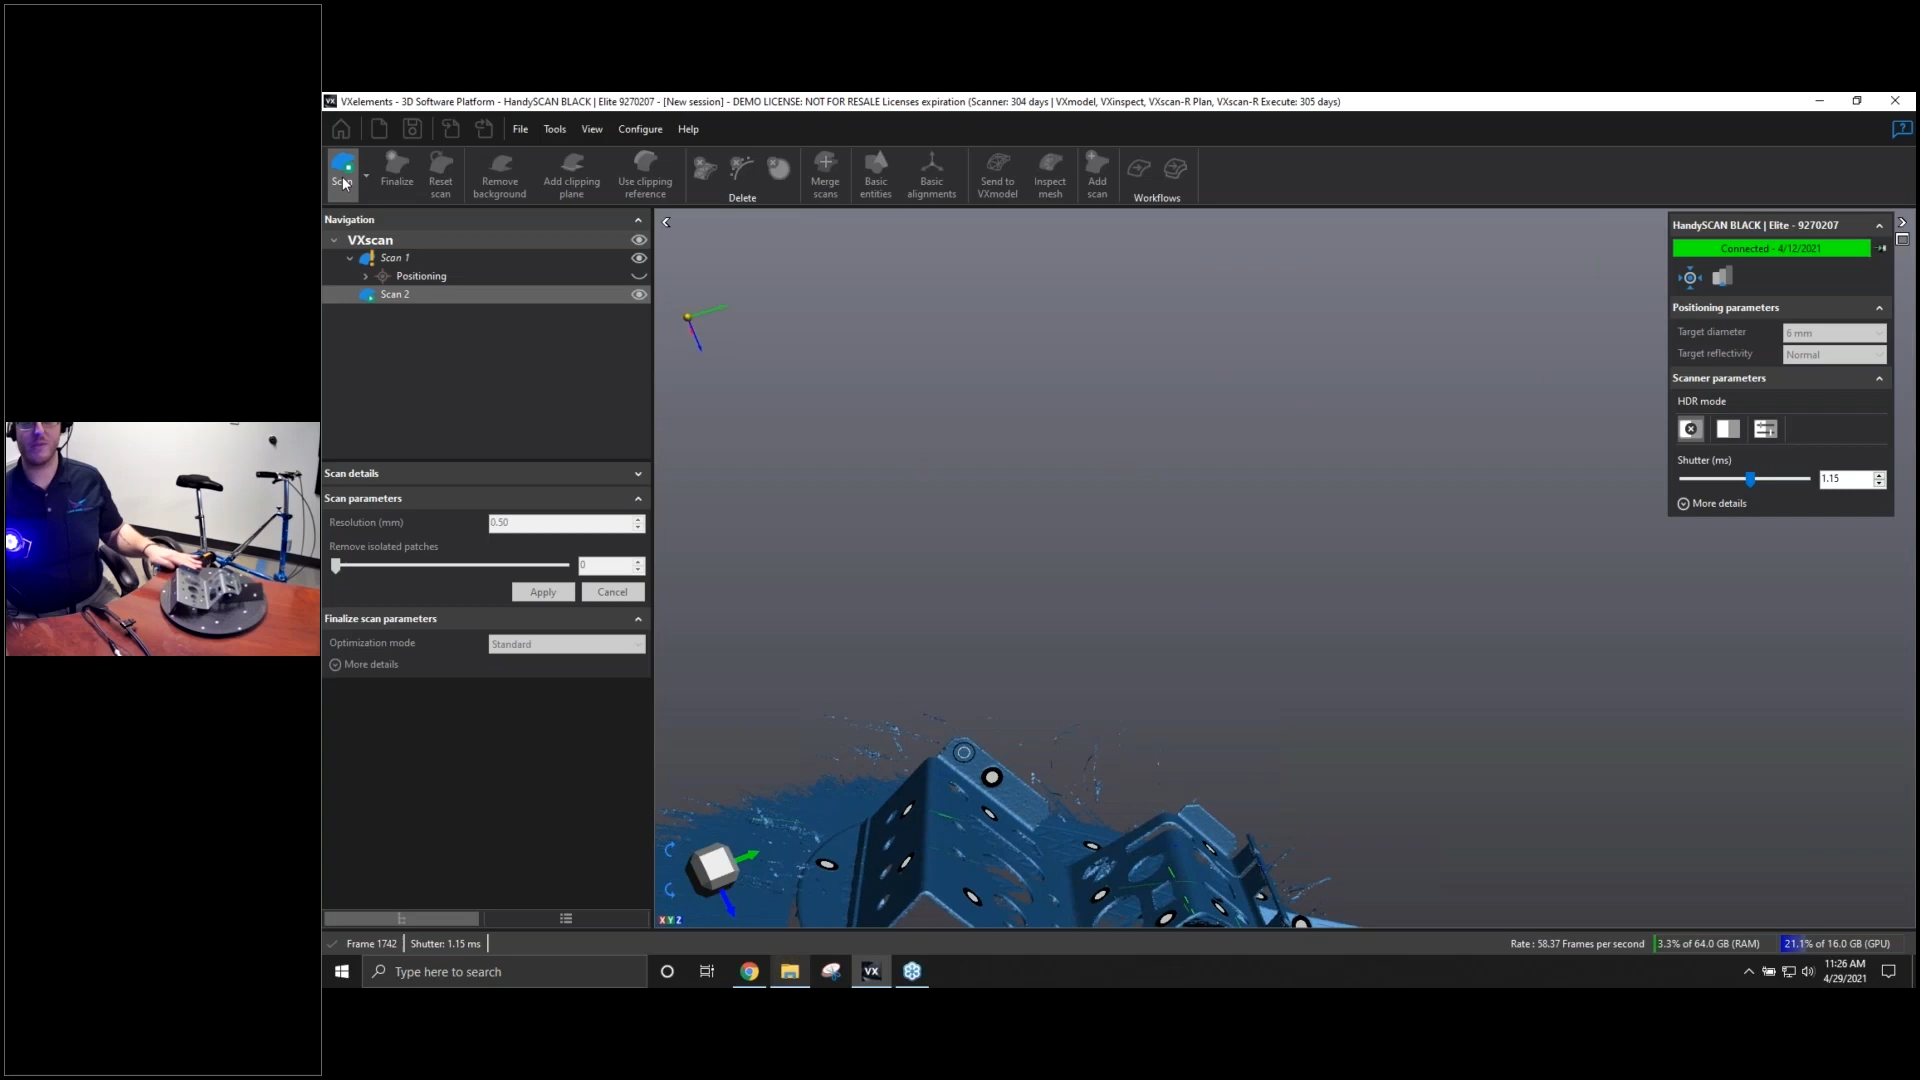 VXelements - 3D Software Platform - HandySCAN BLACK | Elite 9270207 - [New session] - DEMO LICENSE: NOT FOR RESALE Licenses expiration (Scanner: 304 days | VXmodel, VXinspect, VXscan-R Plan, VXscan-R Execute: 305 days)
File Tools View Configure Help
Scan
Finalize
Reset scan
Remove background
Add clipping plane
Use clipping reference
Delete
Merge scans
Basic entities
Basic alignments
Send to VXmodel
Inspect mesh
Add scan
Workflows
Navigation
VXscan
Scan 1
Positioning
Scan 2
Scan details
Scan parameters
Resolution (mm) 0.50
Remove isolated patches
0
Apply Cancel
Finalize scan parameters
Optimization mode Standard
More details
HandySCAN BLACK | Elite - 9270207
Connected - 4/12/2021
Positioning parameters
Target diameter 6 mm
Target reflectivity Normal
Scanner parameters
HDR mode
Shutter (ms)
1.15
More details
X Y Z
Frame 1742 Shutter: 1.15 ms
Rate : 58.37 Frames per second 3.3% of 64.0 GB (RAM) 21.1% of 16.0 GB (GPU)
Type here to search
VX
11:26 AM
4/29/2021